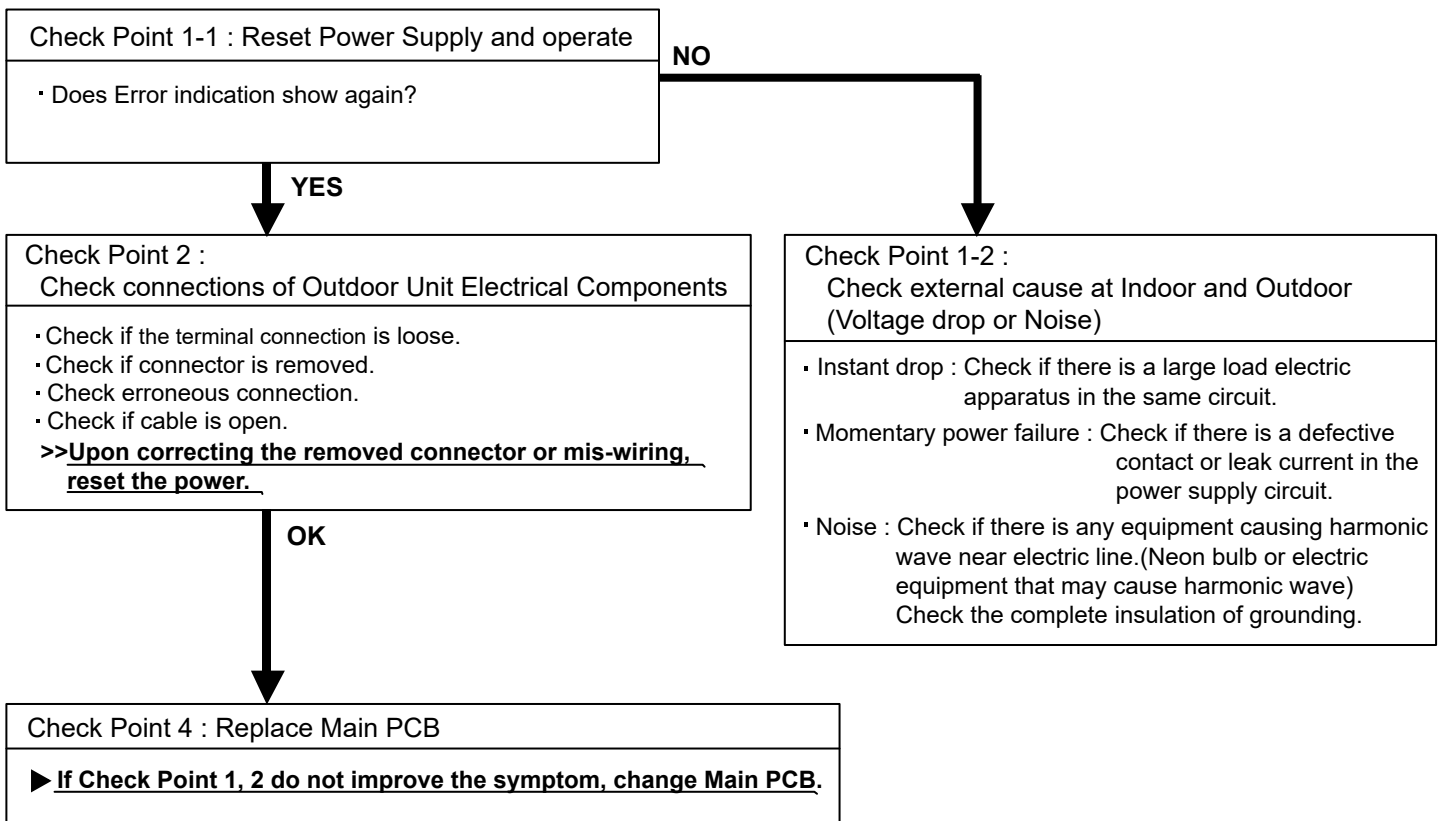 Check Point 1-1 : Reset Power Supply and operate
・Does Error indication show again?
NO
YES
Check Point 2 :
Check connections of Outdoor Unit Electrical Components
・Check if the terminal connection is loose.
・Check if connector is removed.
・Check erroneous connection.
・Check if cable is open.
>>Upon correcting the removed connector or mis-wiring,
reset the power.
OK
Check Point 1-2 :
Check external cause at Indoor and Outdoor
(Voltage drop or Noise)
・Instant drop : Check if there is a large load electric
apparatus in the same circuit.
・Momentary power failure : Check if there is a defective
contact or leak current in the
power supply circuit.
・Noise : Check if there is any equipment causing harmonic
wave near electric line.(Neon bulb or electric
equipment that may cause harmonic wave)
Check the complete insulation of grounding.
Check Point 4 : Replace Main PCB
▶If Check Point 1, 2 do not improve the symptom, change Main PCB.